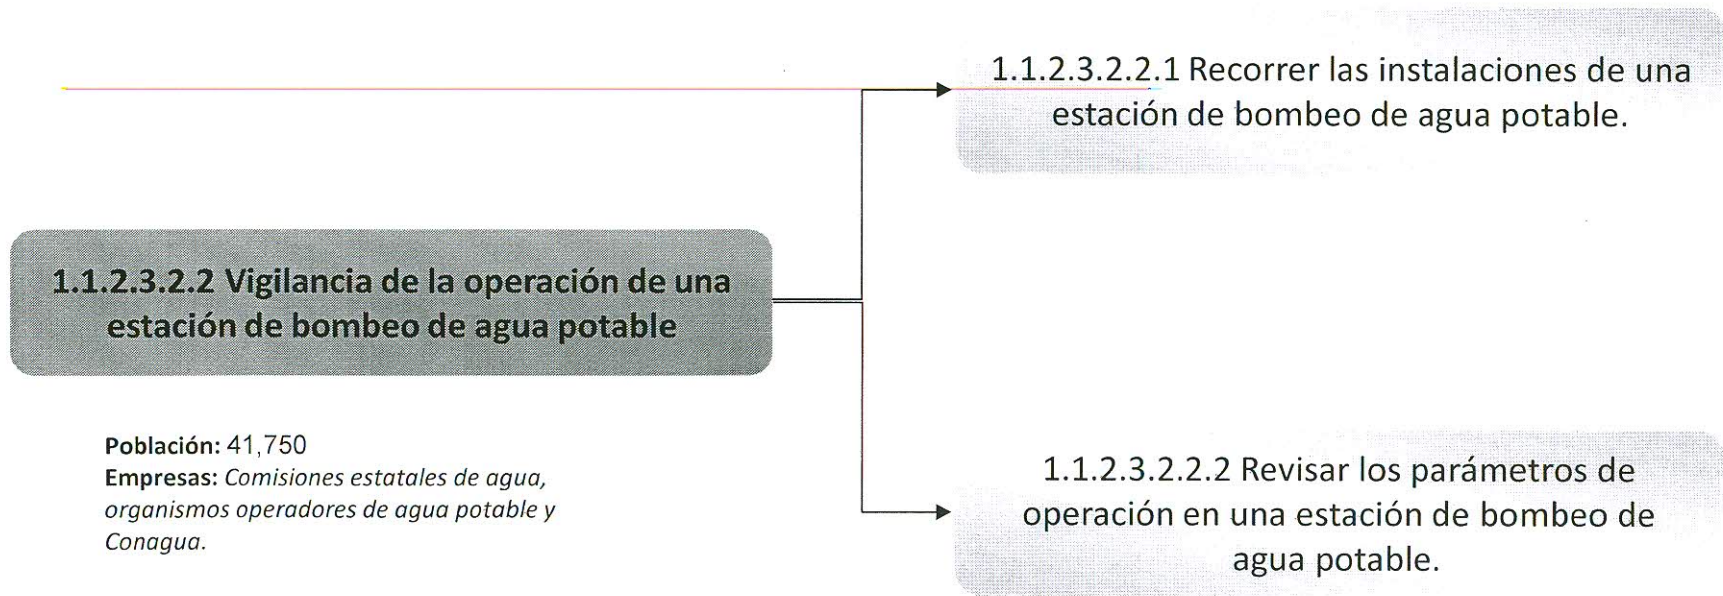 1.1.2.3.2.2.1 Recorrer las instalaciones de una
estación de bombeo de agua potable.
1.1.2.3.2.2 Vigilancia de la operación de una
estación de bombeo de agua potable
Población: 41,750
Empresas: Comisiones estatales de agua,
organismos operadores de agua potable y
Conagua.
1.1.2.3.2.2.2 Revisar los parámetros de
operación en una estación de bombeo de
agua potable.